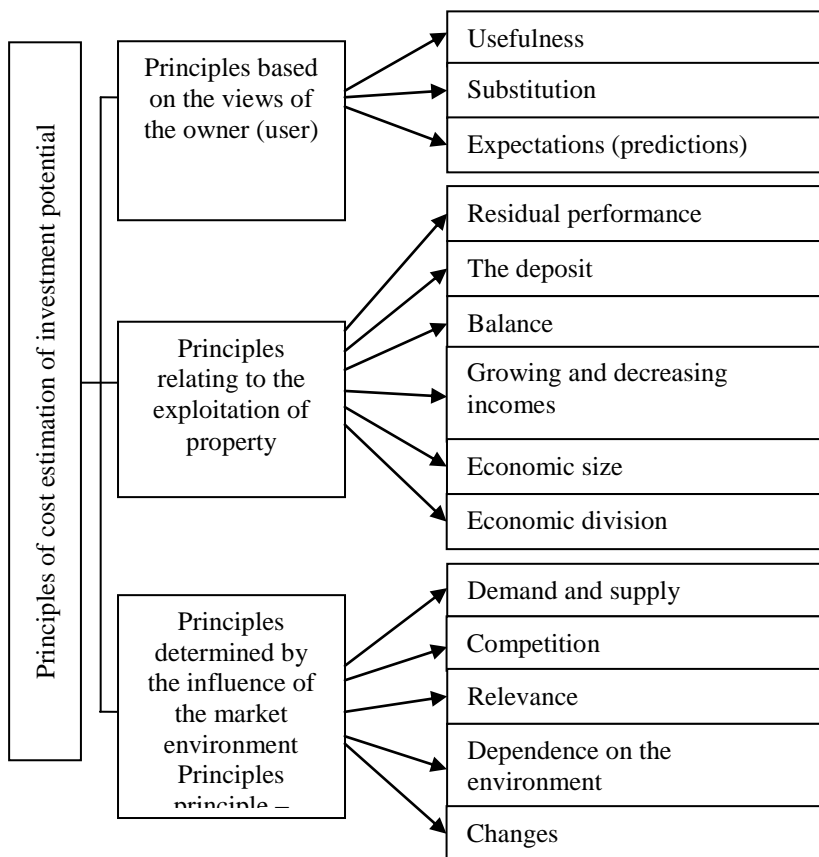 Principles of cost estimation of investment potential
Principles based
on the views of
the owner (user)
Usefulness
Substitution
Expectations (predictions)
Principles
relating to the
exploitation of
property
Residual performance
The deposit
Balance
Growing and decreasing
incomes
Economic size
Economic division
Principles
determined by
the influence of
the market
environment
Principles
principle –
Demand and supply
Competition
Relevance
Dependence on the
environment
Changes